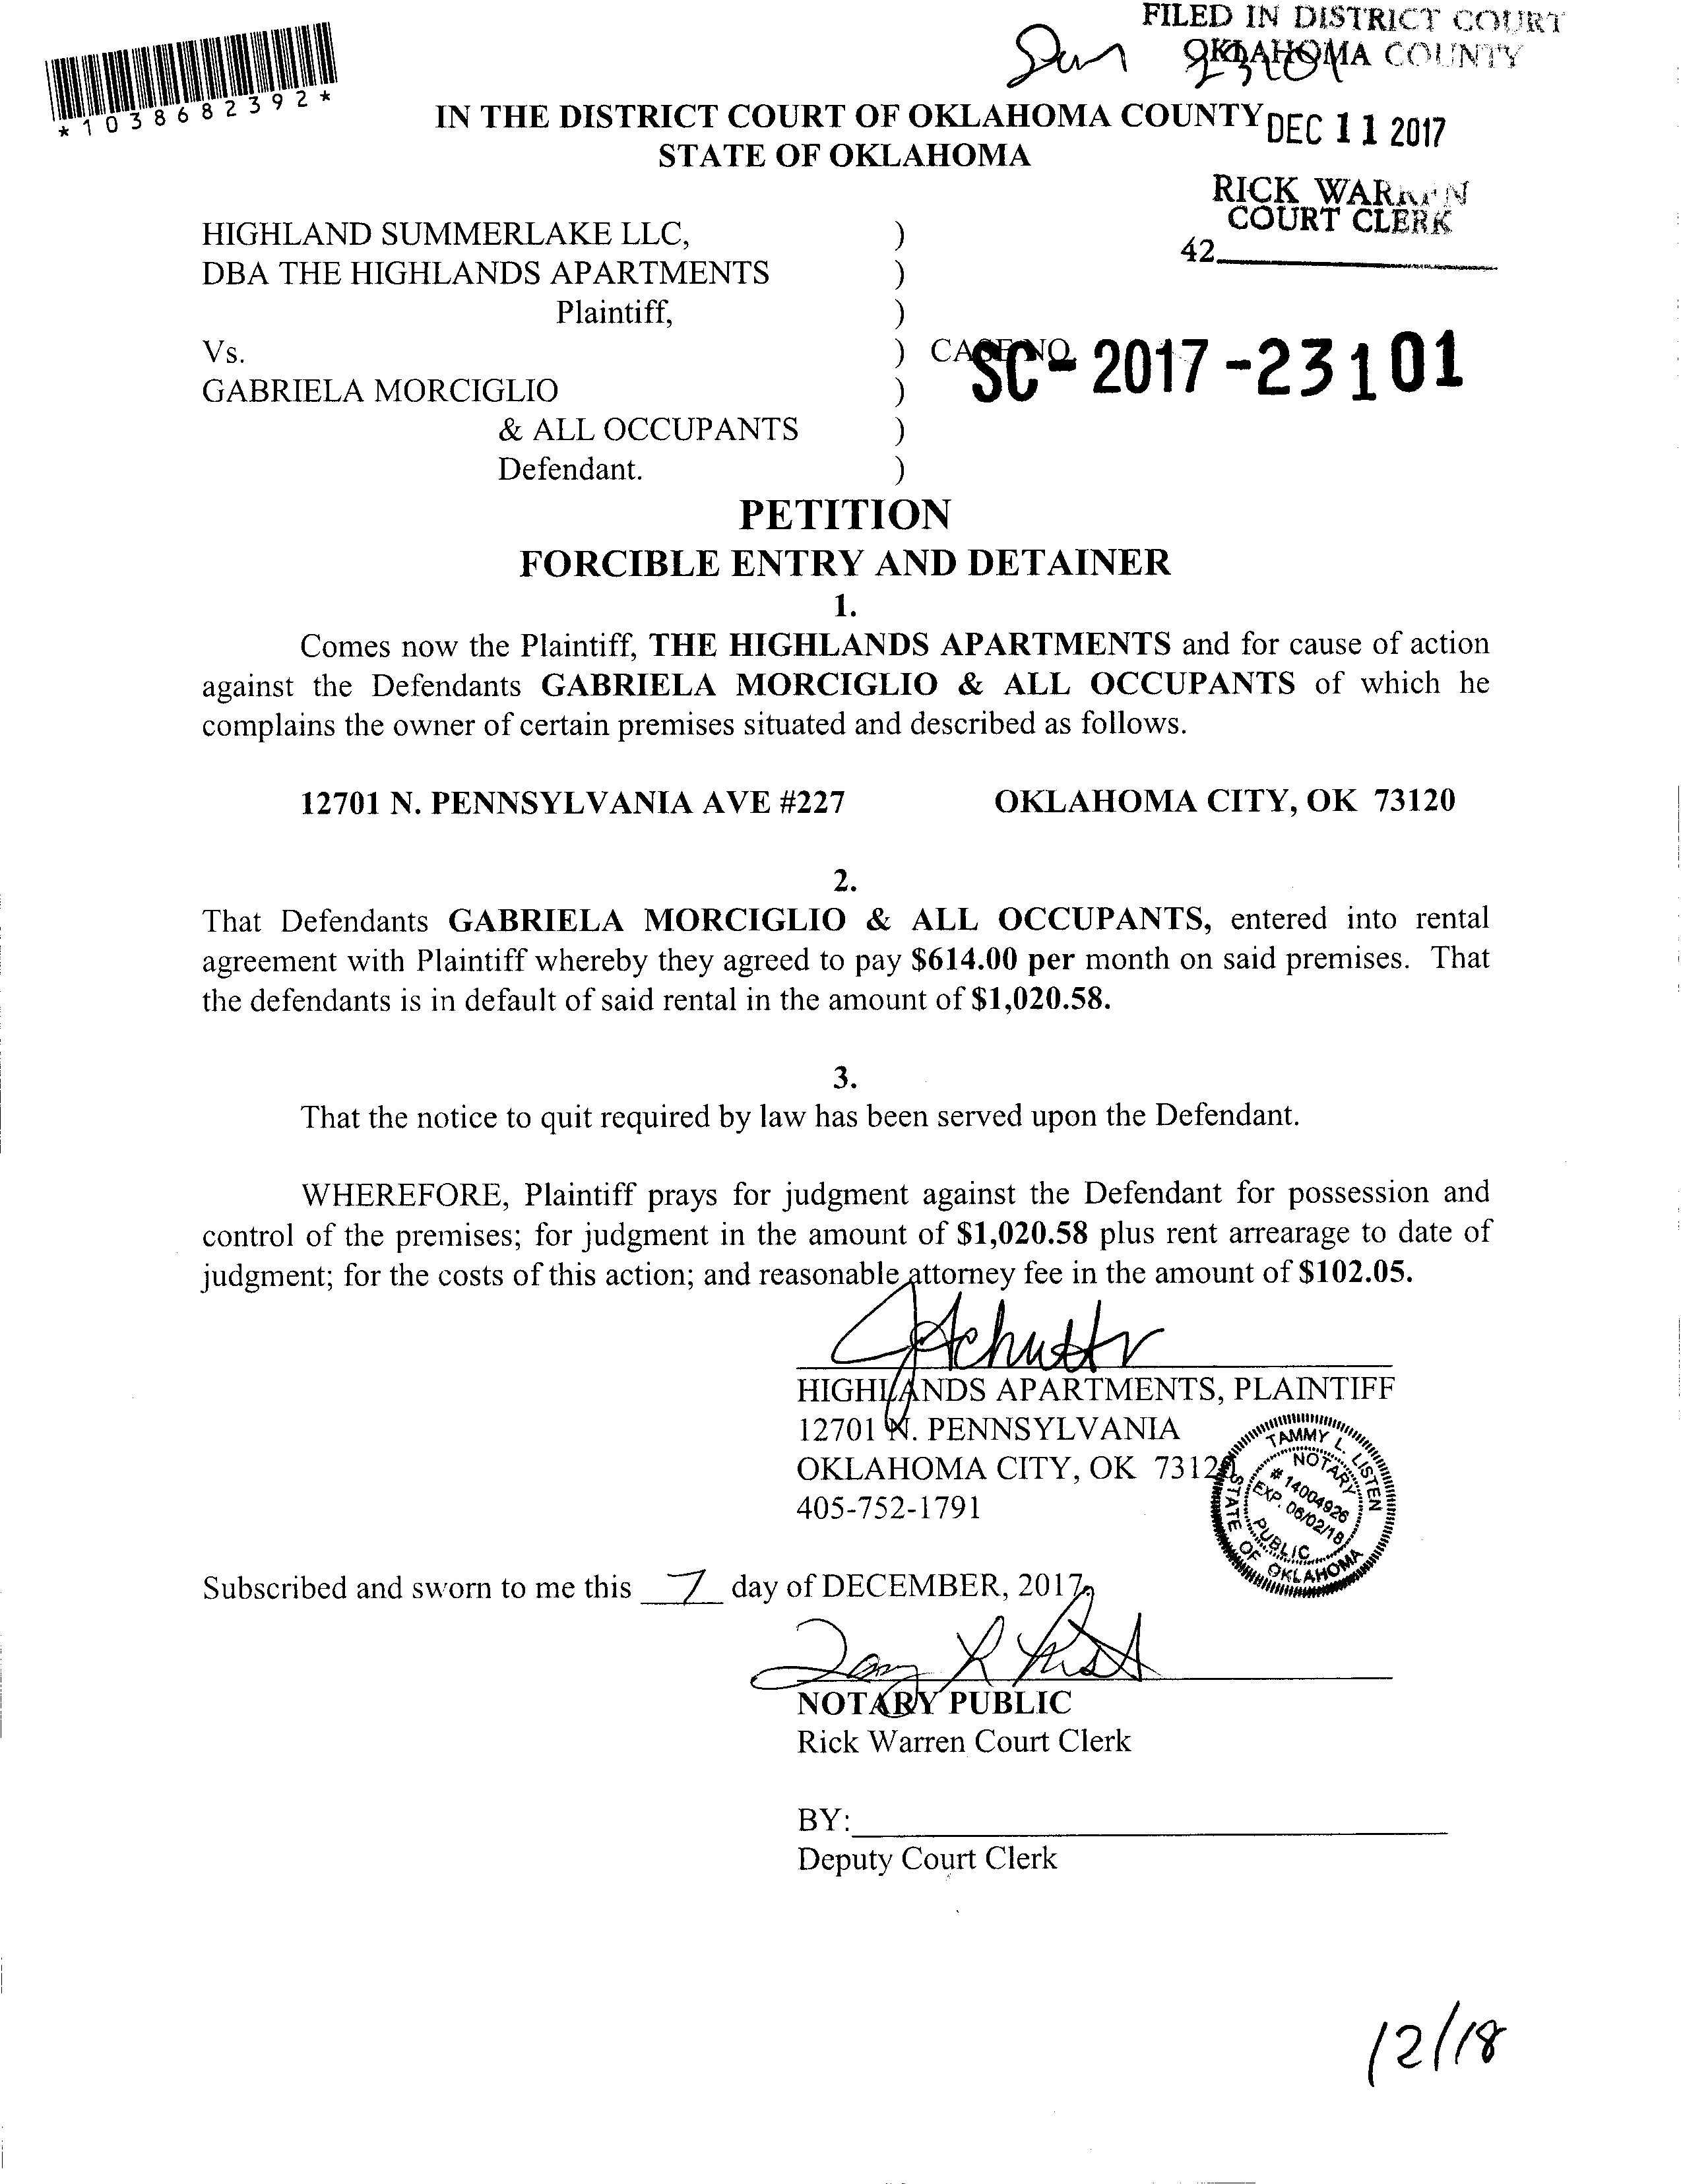 FILED IN DISTRICT COURT
OKLAHOMA COUNTY
*1038682392*
IN THE DISTRICT COURT OF OKLAHOMA COUNTY
DEC 11 2017
STATE OF OKLAHOMA
RICK WARREN
COURT CLERK
42
HIGHLAND SUMMERLAKE LLC, )
DBA THE HIGHLANDS APARTMENTS )
Plaintiff, )
Vs. ) CASE NO. SC-2017-23101
GABRIELA MORCIGLIO )
& ALL OCCUPANTS )
Defendant. )
PETITION
FORCIBLE ENTRY AND DETAINER
1.
Comes now the Plaintiff, THE HIGHLANDS APARTMENTS and for cause of action
against the Defendants GABRIELA MORCIGLIO & ALL OCCUPANTS of which he
complains the owner of certain premises situated and described as follows.
12701 N. PENNSYLVANIA AVE #227 OKLAHOMA CITY, OK 73120
2.
That Defendants GABRIELA MORCIGLIO & ALL OCCUPANTS, entered into rental
agreement with Plaintiff whereby they agreed to pay $614.00 per month on said premises. That
the defendants is in default of said rental in the amount of $1,020.58.
3.
That the notice to quit required by law has been served upon the Defendant.
WHEREFORE, Plaintiff prays for judgment against the Defendant for possession and
control of the premises; for judgment in the amount of $1,020.58 plus rent arrearage to date of
judgment; for the costs of this action; and reasonable attorney fee in the amount of $102.05.
HIGHLANDS APARTMENTS, PLAINTIFF
12701 N. PENNSYLVANIA
OKLAHOMA CITY, OK 73120
405-752-1791
TAMMY L. LISTEN
NOTARY
# 14004926
EXP. 06/02/18
PUBLIC
STATE OF OKLAHOMA
Subscribed and sworn to me this 7 day of DECEMBER, 2017.
NOTARY PUBLIC
Rick Warren Court Clerk
BY:
Deputy Court Clerk
12/18